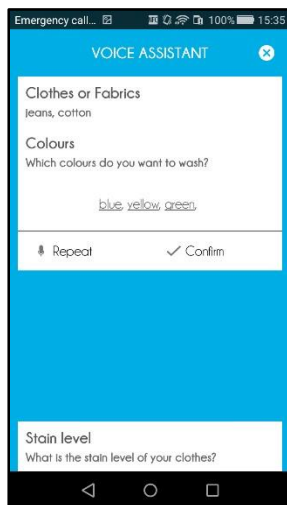 Emergency call... 100% 15:35
VOICE ASSISTANT
Clothes or Fabrics
jeans, cotton
Colours
Which colours do you want to wash?
blue, yellow, green,
Repeat Confirm
Stain level
What is the stain level of your clothes?